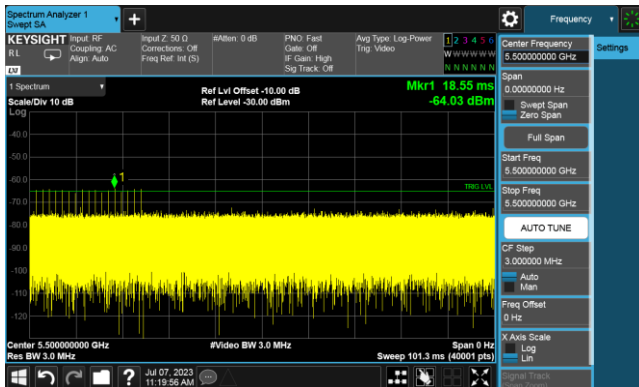 Spectrum Analyzer 1
Swept SA
+
Frequency
KEYSIGHT
RL
LXI
Input: RF
Coupling: AC
Align: Auto
Input Z: 50 Ω
Corrections: Off
Freq Ref: Int (S)
#Atten: 0 dB
PNO: Fast
Gate: Off
IF Gain: High
Sig Track: Off
Avg Type: Log-Power
Trig: Video
1 2 3 4 5 6
W W W W W W
N N N N N N
1 Spectrum
Scale/Div 10 dB
Log
Ref Lvl Offset -10.00 dB
Ref Level -30.00 dBm
Mkr1 18.55 ms
-64.03 dBm
-40.0
-50.0
-60.0
-70.0
-80.0
-90.0
-100
-110
-120
1
TRIG LVL
Center 5.500000000 GHz
Res BW 3.0 MHz
#Video BW 3.0 MHz
Span 0 Hz
Sweep 101.3 ms (40001 pts)
?
Jul 07, 2023
11:19:56 AM
Center Frequency
5.500000000 GHz
Settings
Span
0.00000000 Hz
Swept Span
Zero Span
Full Span
Start Freq
5.500000000 GHz
Stop Freq
5.500000000 GHz
AUTO TUNE
CF Step
3.000000 MHz
Auto
Man
Freq Offset
0 Hz
X Axis Scale
Log
Lin
Signal Track
(Span Zoom)